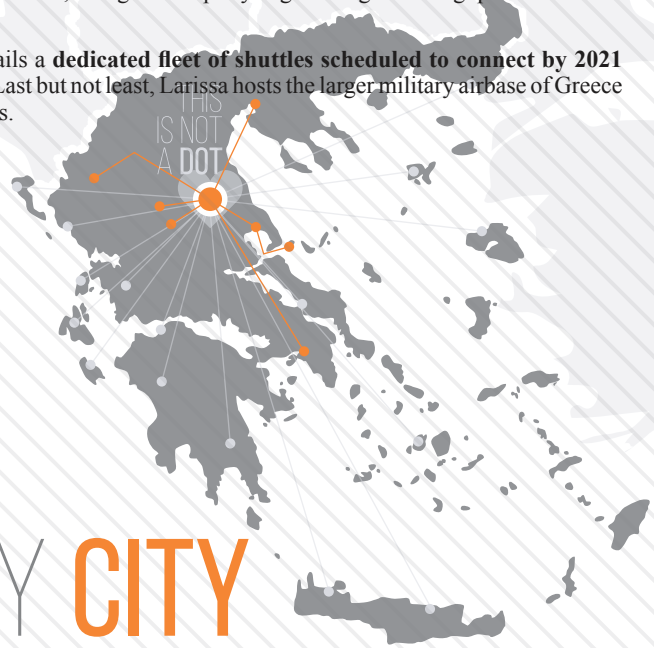 ails a dedicated fleet of shuttles scheduled to connect by 2021
Last but not least, Larissa hosts the larger military airbase of Greece
s.
THIS
IS NOT
A DOT
Y CITY